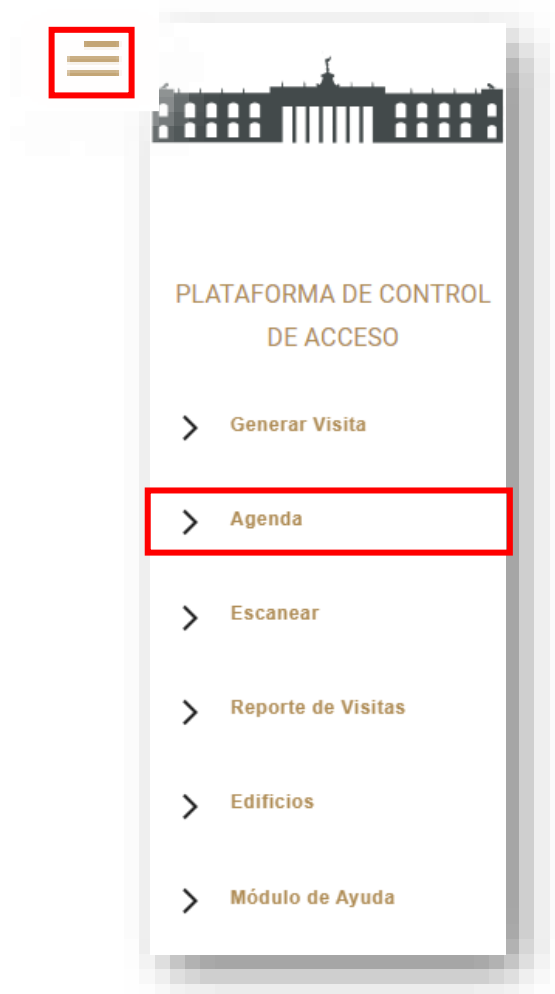 PLATAFORMA DE CONTROL
DE ACCESO
Generar Visita
Agenda
Escanear
Reporte de Visitas
Edificios
Módulo de Ayuda